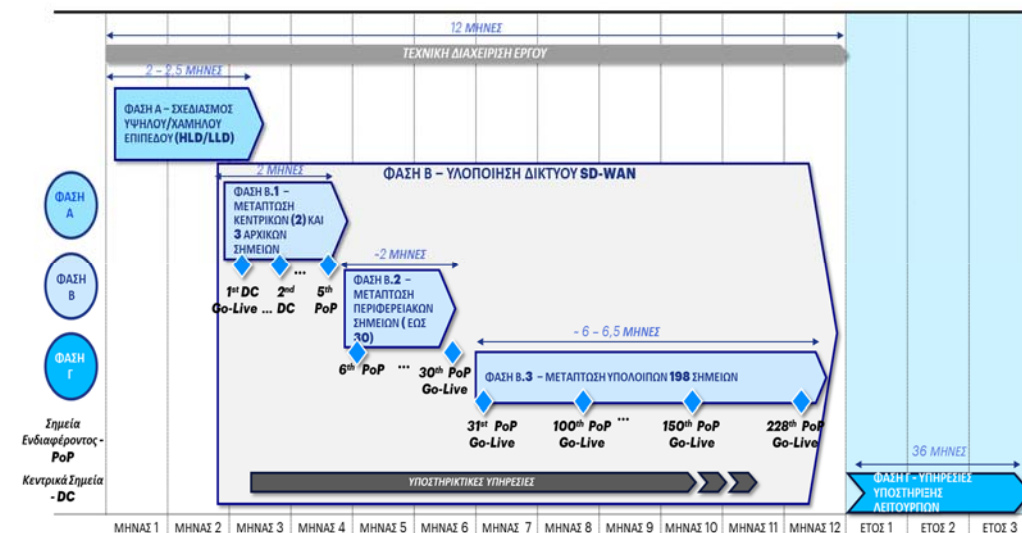 12 ΜΗΝΕΣ
ΤΕΧΝΙΚΗ ΔΙΑΧΕΙΡΙΣΗ ΕΡΓΟΥ
2 – 2,5 ΜΗΝΕΣ
ΦΑΣΗ Α – ΣΧΕΔΙΑΣΜΟΣ
ΥΨΗΛΟΥ/ΧΑΜΗΛΟΥ
ΕΠΙΠΕΔΟΥ (HLD/LLD)
ΦΑΣΗ Β – ΥΛΟΠΟΙΗΣΗ ΔΙΚΤΥΟΥ SD-WAN
2 ΜΗΝΕΣ
ΦΑΣΗ Β.1 –
ΜΕΤΑΠΤΩΣΗ
ΚΕΝΤΡΙΚΩΝ (2) ΚΑΙ
3 ΑΡΧΙΚΩΝ
ΣΗΜΕΙΩΝ
...
1st DC
Go-Live ...
2nd
DC
5th
PoP
~2 ΜΗΝΕΣ
ΦΑΣΗ Β.2 –
ΜΕΤΑΠΤΩΣΗ
ΠΕΡΙΦΕΡΕΙΑΚΩΝ
ΣΗΜΕΙΩΝ ( ΕΩΣ
30)
6th PoP
...
30th PoP
Go-Live
~ 6 – 6,5 ΜΗΝΕΣ
ΦΑΣΗ Β.3 – ΜΕΤΑΠΤΩΣΗ ΥΠΟΛΟΙΠΩΝ 198 ΣΗΜΕΙΩΝ
31st PoP
Go-Live
100th PoP
Go-Live
...
150th PoP
Go-Live
228th PoP
Go-Live
ΥΠΟΣΤΗΡΙΚΤΙΚΕΣ ΥΠΗΡΕΣΙΕΣ
36 ΜΗΝΕΣ
ΦΑΣΗ Γ - ΥΠΗΡΕΣΙΕΣ
ΥΠΟΣΤΗΡΙΞΗΣ
ΛΕΙΤΟΥΡΓΙΩΝ
ΦΑΣΗ
Α
ΦΑΣΗ
Β
ΦΑΣΗ
Γ
Σημεία
Ενδιαφέροντος -
PoP
Κεντρικά Σημεία
- DC
ΜΗΝΑΣ 1
ΜΗΝΑΣ 2
ΜΗΝΑΣ 3
ΜΗΝΑΣ 4
ΜΗΝΑΣ 5
ΜΗΝΑΣ 6
ΜΗΝΑΣ 7
ΜΗΝΑΣ 8
ΜΗΝΑΣ 9
ΜΗΝΑΣ 10
ΜΗΝΑΣ 11
ΜΗΝΑΣ 12
ΕΤΟΣ 1
ΕΤΟΣ 2
ΕΤΟΣ 3